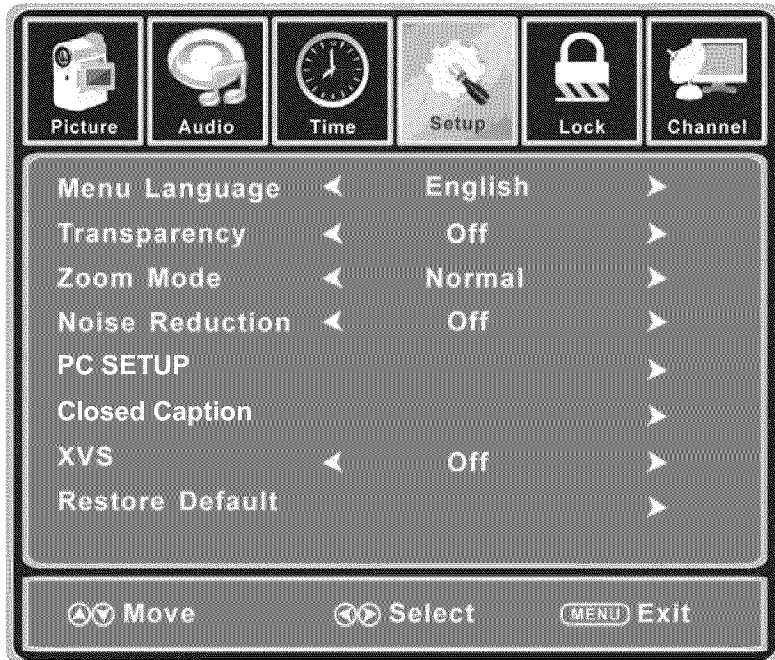 Picture Audio Time Setup Lock Channel
Menu Language English
Transparency Off
Zoom Mode Normal
Noise Reduction Off
PC SETUP
Closed Caption
XVS Off
Restore Default
Move Select MENU Exit